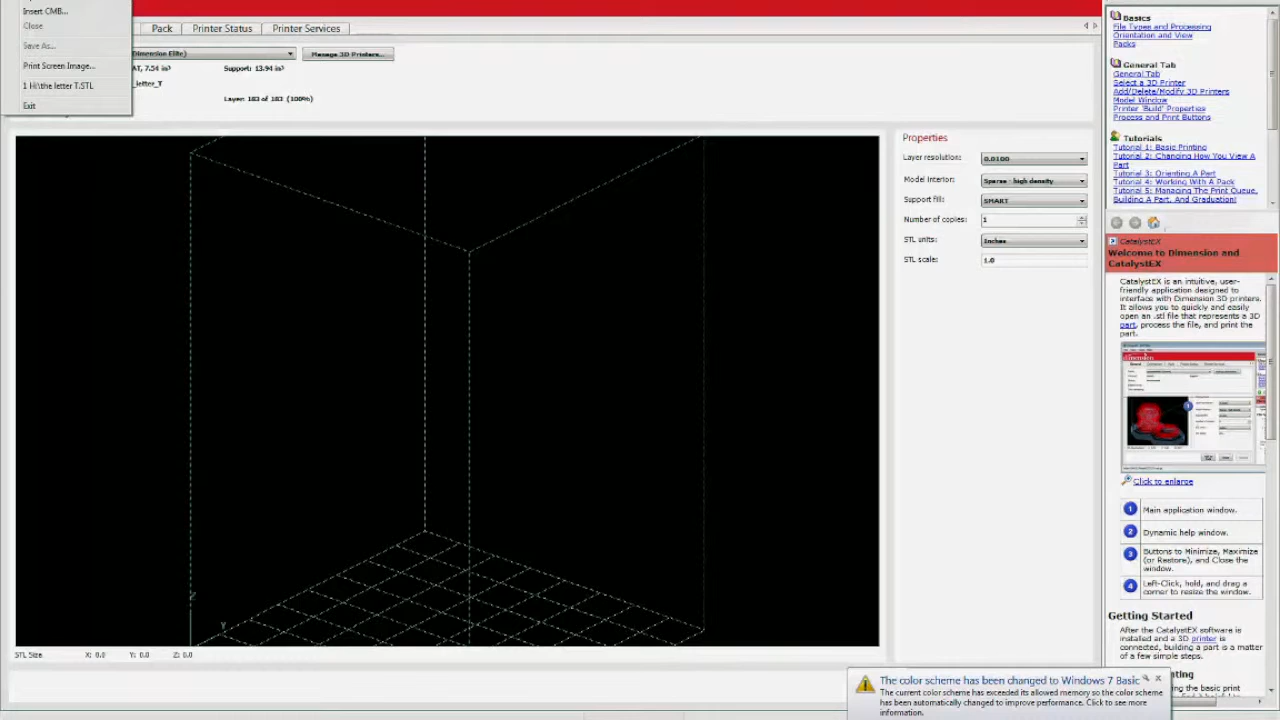 Insert CMB...
Close
Save As...
Print Screen Image...
1 Hi\the letter T.STL
Exit
Pack
Printer Status
Printer Services
Dimension Elite)
Manage 3D Printers...
AT, 7.54 in³
Support: 13.94 in³
_letter_T
Layer: 183 of 183 (100%)
Z
Y
STL Size
X: 0.0
Y: 0.0
Z: 0.0
Properties
Layer resolution:
0.0100
Model interior:
Sparse - high density
Support fill:
SMART
Number of copies:
1
STL units:
Inches
STL scale:
1.0
Basics
File Types and Processing
Orientation and View
Packs
General Tab
General Tab
Select a 3D Printer
Add/Delete/Modify 3D Printers
Model Window
Printer 'Build' Properties
Process and Print Buttons
Tutorials
Tutorial 1: Basic Printing
Tutorial 2: Changing How You View A
Part
Tutorial 3: Orienting A Part
Tutorial 4: Working With A Pack
Tutorial 5: Managing The Print Queue,
Building A Part, And Graduation!
CatalystEX
Welcome to Dimension and
CatalystEX
CatalystEX is an intuitive, user-
friendly application designed to
interface with Dimension 3D printers.
It allows you to quickly and easily
open an .stl file that represents a 3D
part, process the file, and print the
part.
Click to enlarge
1 Main application window.
2 Dynamic help window.
3 Buttons to Minimize, Maximize
(or Restore), and Close the
window.
4 Left-Click, hold, and drag a
corner to resize the window.
Getting Started
After the CatalystEX software is
installed and a 3D printer is
connected, building a part is a matter
of a few simple steps.
The color scheme has been changed to Windows 7 Basic
The current color scheme has exceeded its allowed memory so the color scheme
has been automatically changed to improve performance. Click to see more
information.